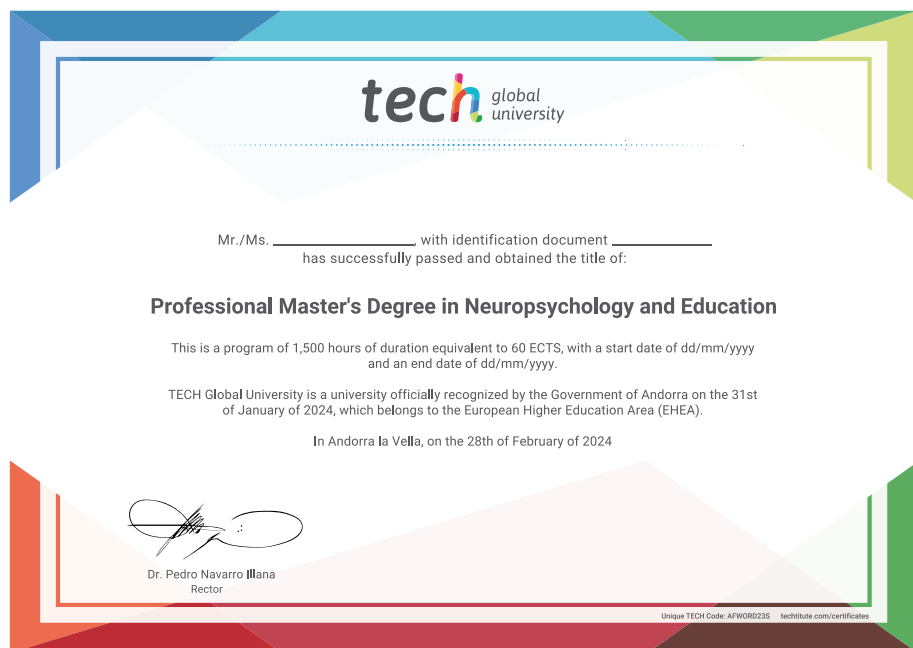 tech global
university
Mr./Ms. ________________, with identification document ____________
has successfully passed and obtained the title of:
Professional Master's Degree in Neuropsychology and Education
This is a program of 1,500 hours of duration equivalent to 60 ECTS, with a start date of dd/mm/yyyy
and an end date of dd/mm/yyyy.
TECH Global University is a university officially recognized by the Government of Andorra on the 31st
of January of 2024, which belongs to the European Higher Education Area (EHEA).
In Andorra la Vella, on the 28th of February of 2024
Dr. Pedro Navarro Illana
Rector
Unique TECH Code: AFWORD23S techtitute.com/certificates